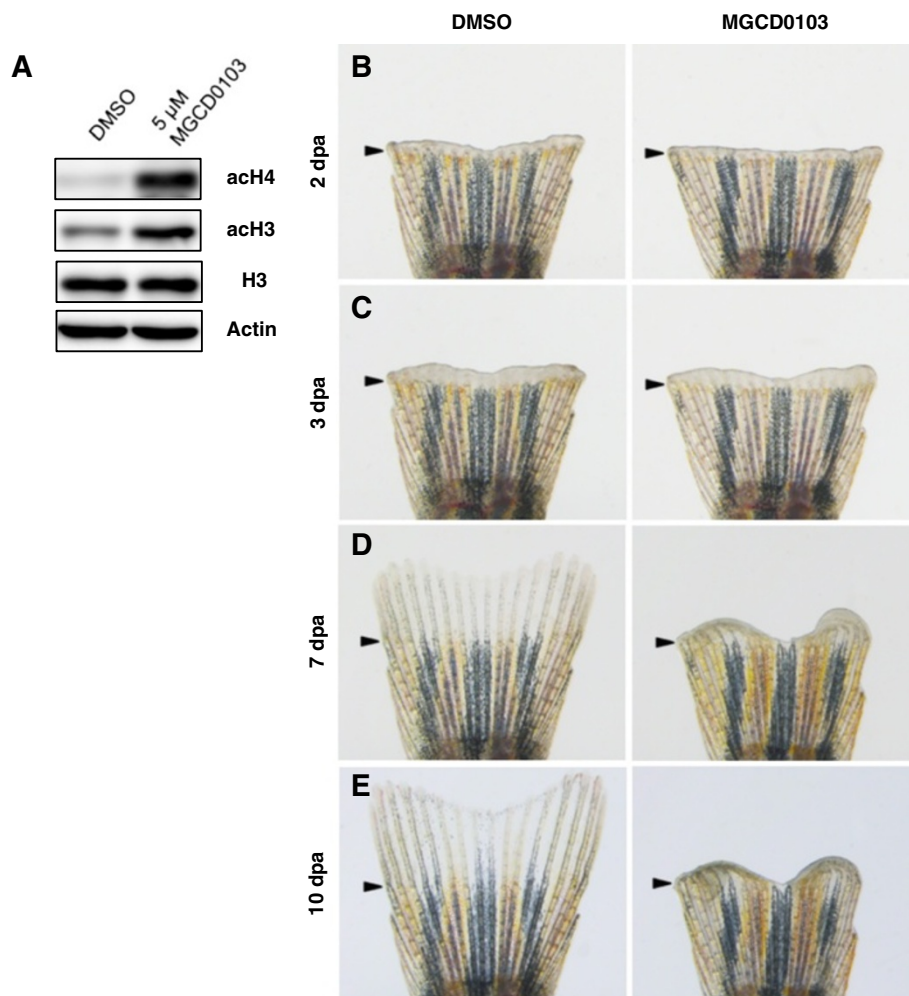 DMSO MGCD0103
A
DMSO
5 µM
MGCD0103
acH4
acH3
H3
Actin
B
2 dpa
C
3 dpa
D
7 dpa
E
10 dpa